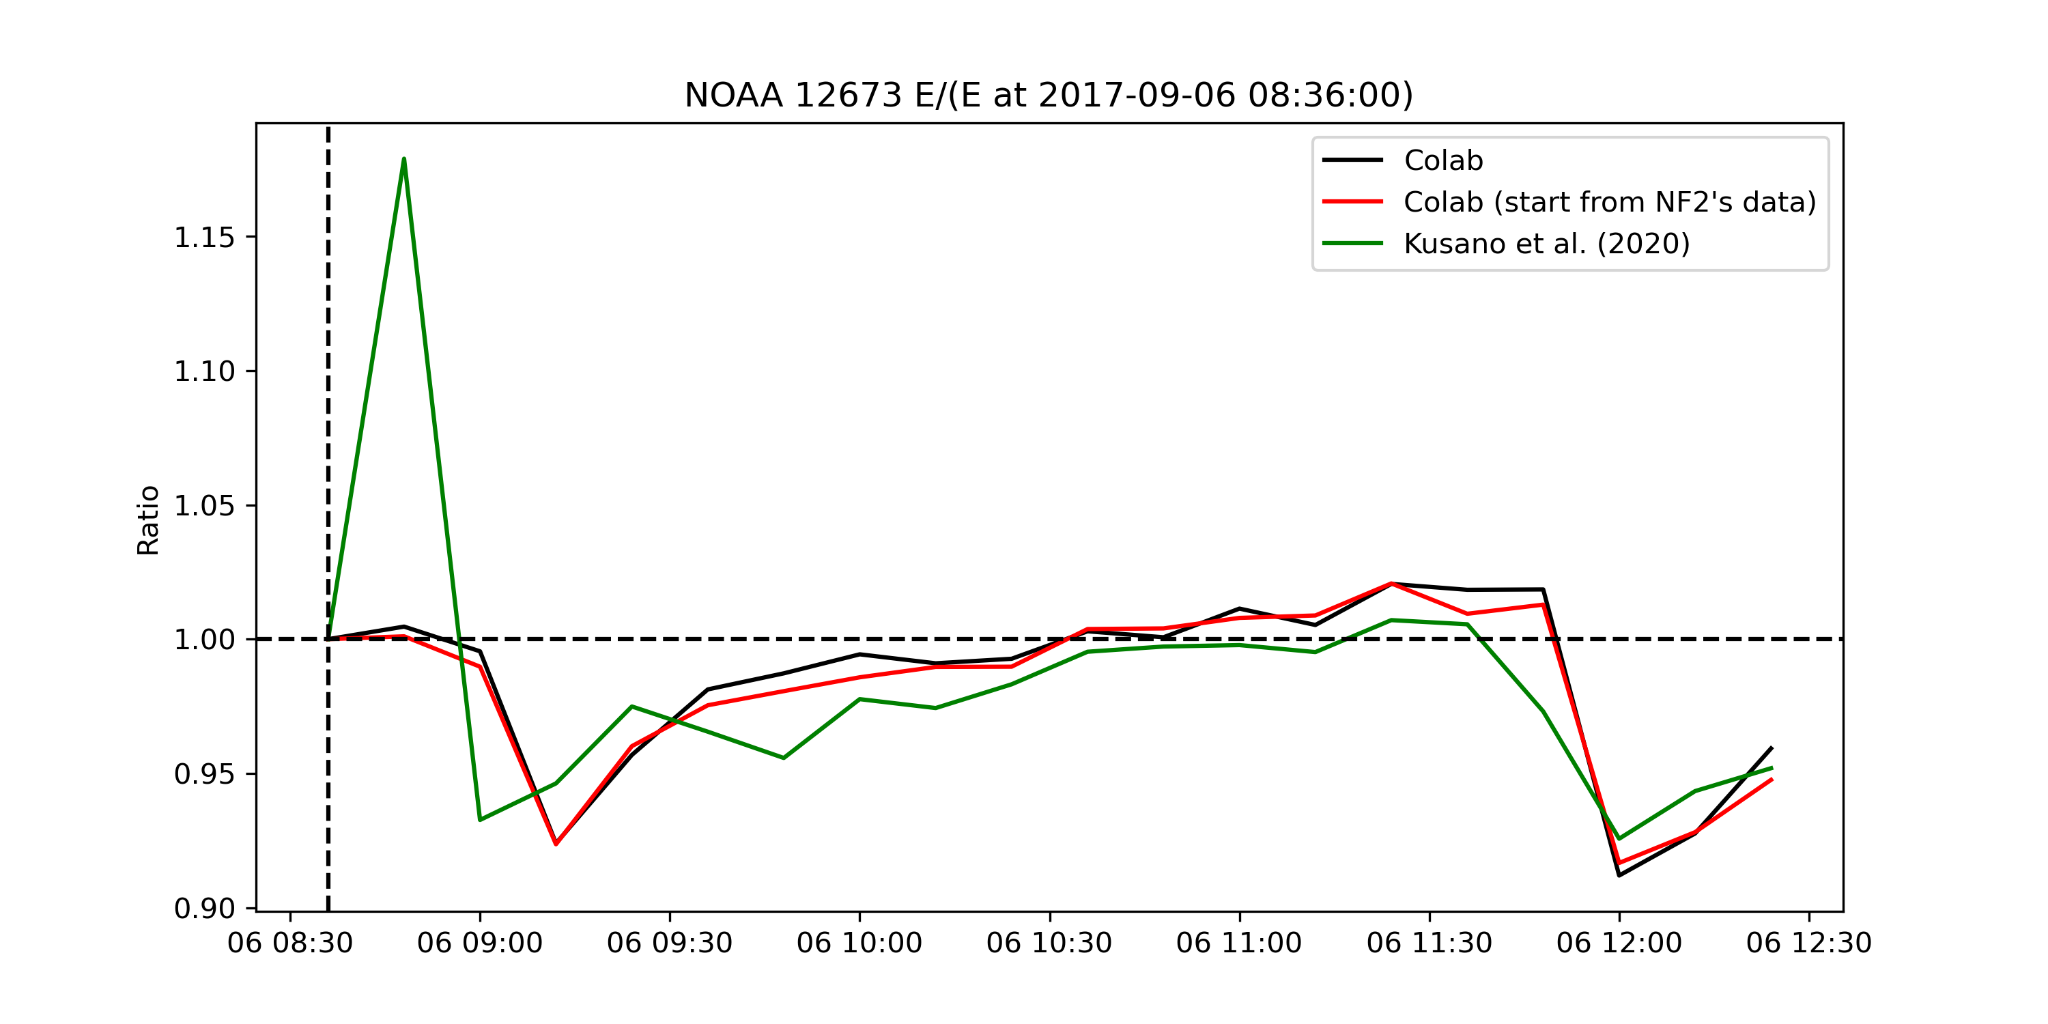 NOAA 12673 E/(E at 2017-09-06 08:36:00)
Colab
Colab (start from NF2's data)
Kusano et al. (2020)
Ratio
1.15
1.10
1.05
1.00
0.95
0.90
06 08:30 06 09:00 06 09:30 06 10:00 06 10:30 06 11:00 06 11:30 06 12:00 06 12:30